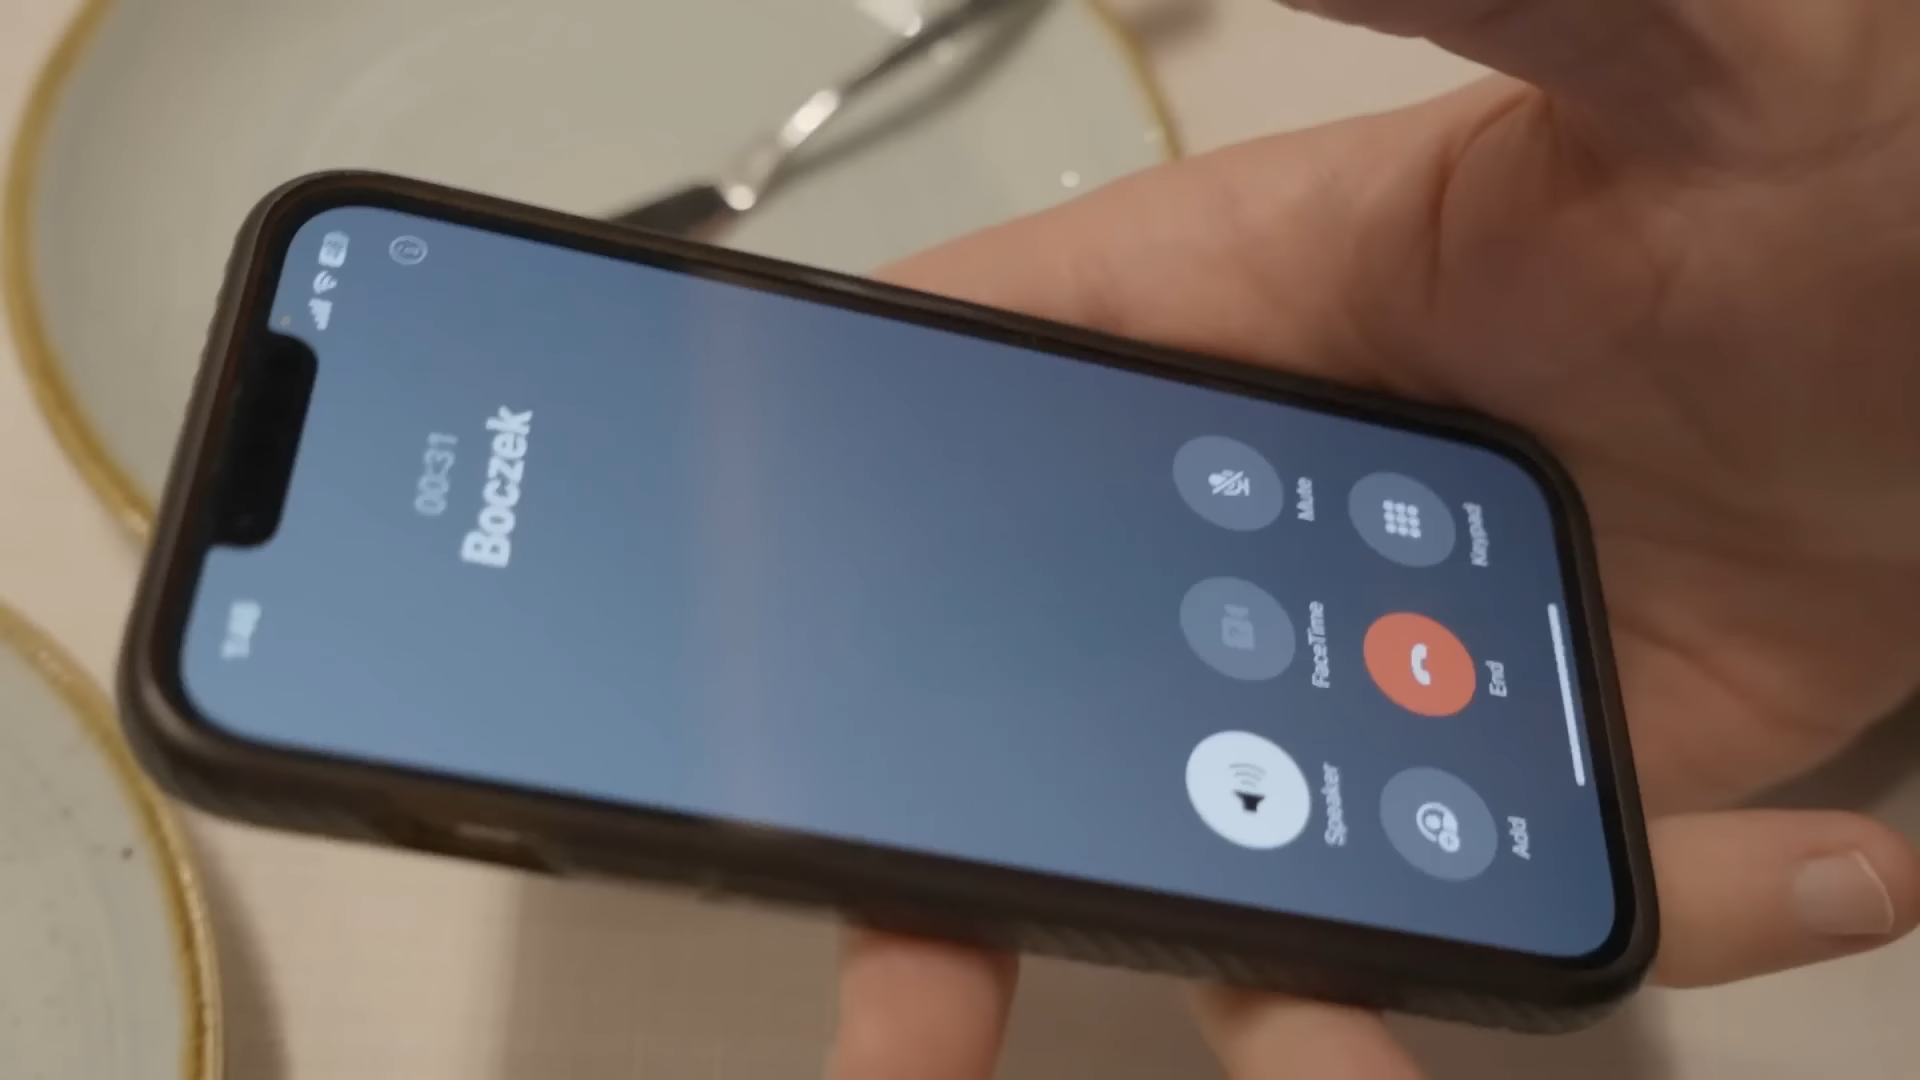 00:31
Boczek
Speaker
FaceTime
Mute
Add
End
Keypad